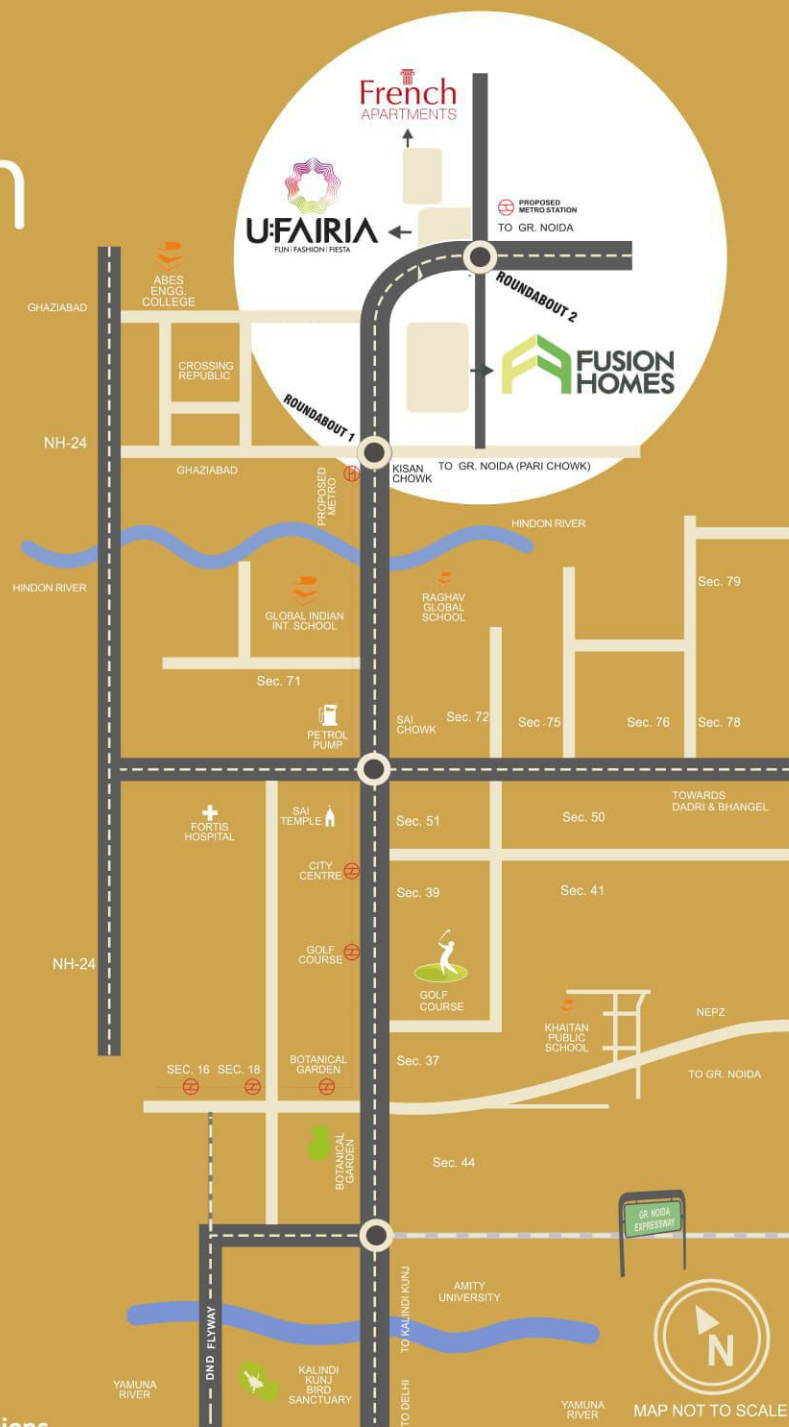 n
French
APARTMENTS
U:FAIRIA
FUN | FASHION | FIESTA
PROPOSED
METRO STATION
TO GR. NOIDA
ROUNDABOUT 2
ABES
ENGG.
COLLEGE
GHAZIABAD
CROSSING
REPUBLIC
FUSION
HOMES
ROUNDABOUT 1
NH-24
GHAZIABAD
PROPOSED
METRO
KISAN
CHOWK
TO GR. NOIDA (PARI CHOWK)
HINDON RIVER
HINDON RIVER
GLOBAL INDIAN
INT. SCHOOL
RAGHAV
GLOBAL
SCHOOL
Sec. 79
Sec. 71
PETROL
PUMP
SAI
CHOWK
Sec. 72
Sec.75
Sec. 76
Sec. 78
TOWARDS
DADRI & BHANGEL
FORTIS
HOSPITAL
SAI
TEMPLE
Sec. 51
Sec. 50
CITY
CENTRE
Sec. 39
Sec. 41
NH-24
GOLF
COURSE
GOLF
COURSE
KHAITAN
PUBLIC
SCHOOL
NEPZ
SEC. 16
SEC. 18
BOTANICAL
GARDEN
Sec. 37
TO GR. NOIDA
BOTANICAL
GARDEN
Sec. 44
GR. NOIDA
EXPRESSWAY
DND FLYWAY
TO KALINDI KUNJ
AMITY
UNIVERSITY
N
YAMUNA
RIVER
KALINDI
KUNJ
BIRD
SANCTUARY
TO DELHI
YAMUNA
RIVER
MAP NOT TO SCALE